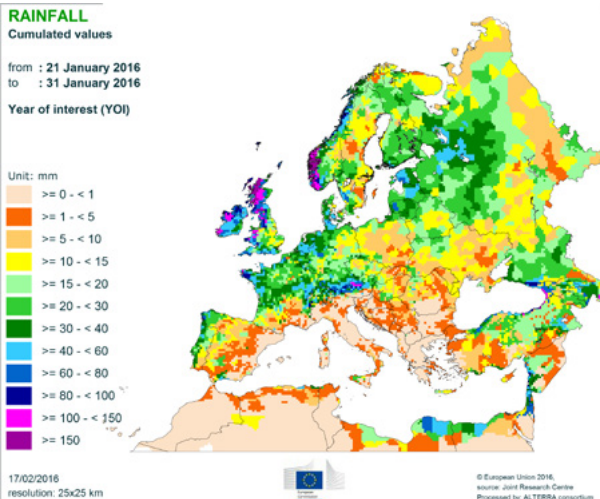 RAINFALL
Cumulated values
from : 21 January 2016
to : 31 January 2016
Year of interest (YOI)
Unit: mm
>= 0 - < 1
>= 1 - < 5
>= 5 - < 10
>= 10 - < 15
>= 15 - < 20
>= 20 - < 30
>= 30 - < 40
>= 40 - < 60
>= 60 - < 80
>= 80 - < 100
>= 100 - < 150
>= 150
17/02/2016
resolution: 25x25 km
European
Commission
© European Union 2016,
source: Joint Research Centre
Processed by: ALTERRA consortium